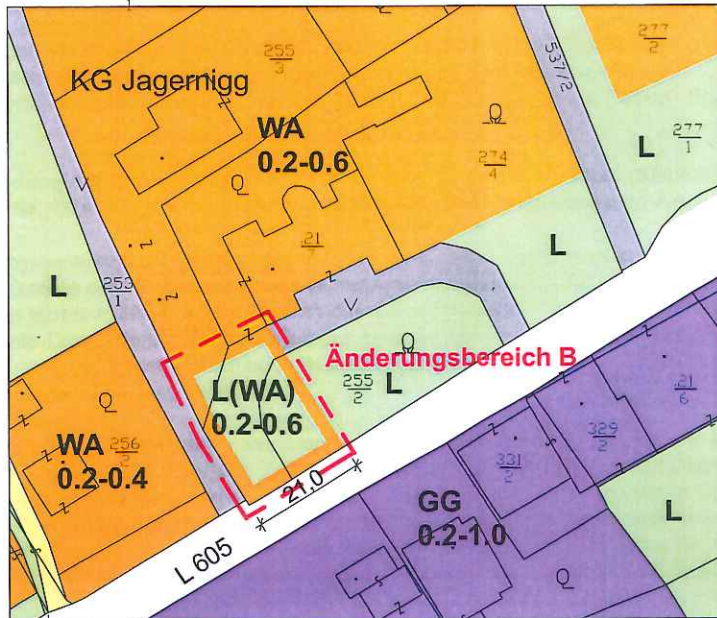 255
3
277
2
KG Jagernigg
537/2
WA
0.2-0.6
L
277
1
274
4
V
.21
7
L
L
253
1
V
Änderungsbereich B
L(WA)
0.2-0.6
255
2
L
.21
6
WA
0.2-0.4
256
2
329
2
331
2
21,0
GG
0.2-1.0
L
L 605